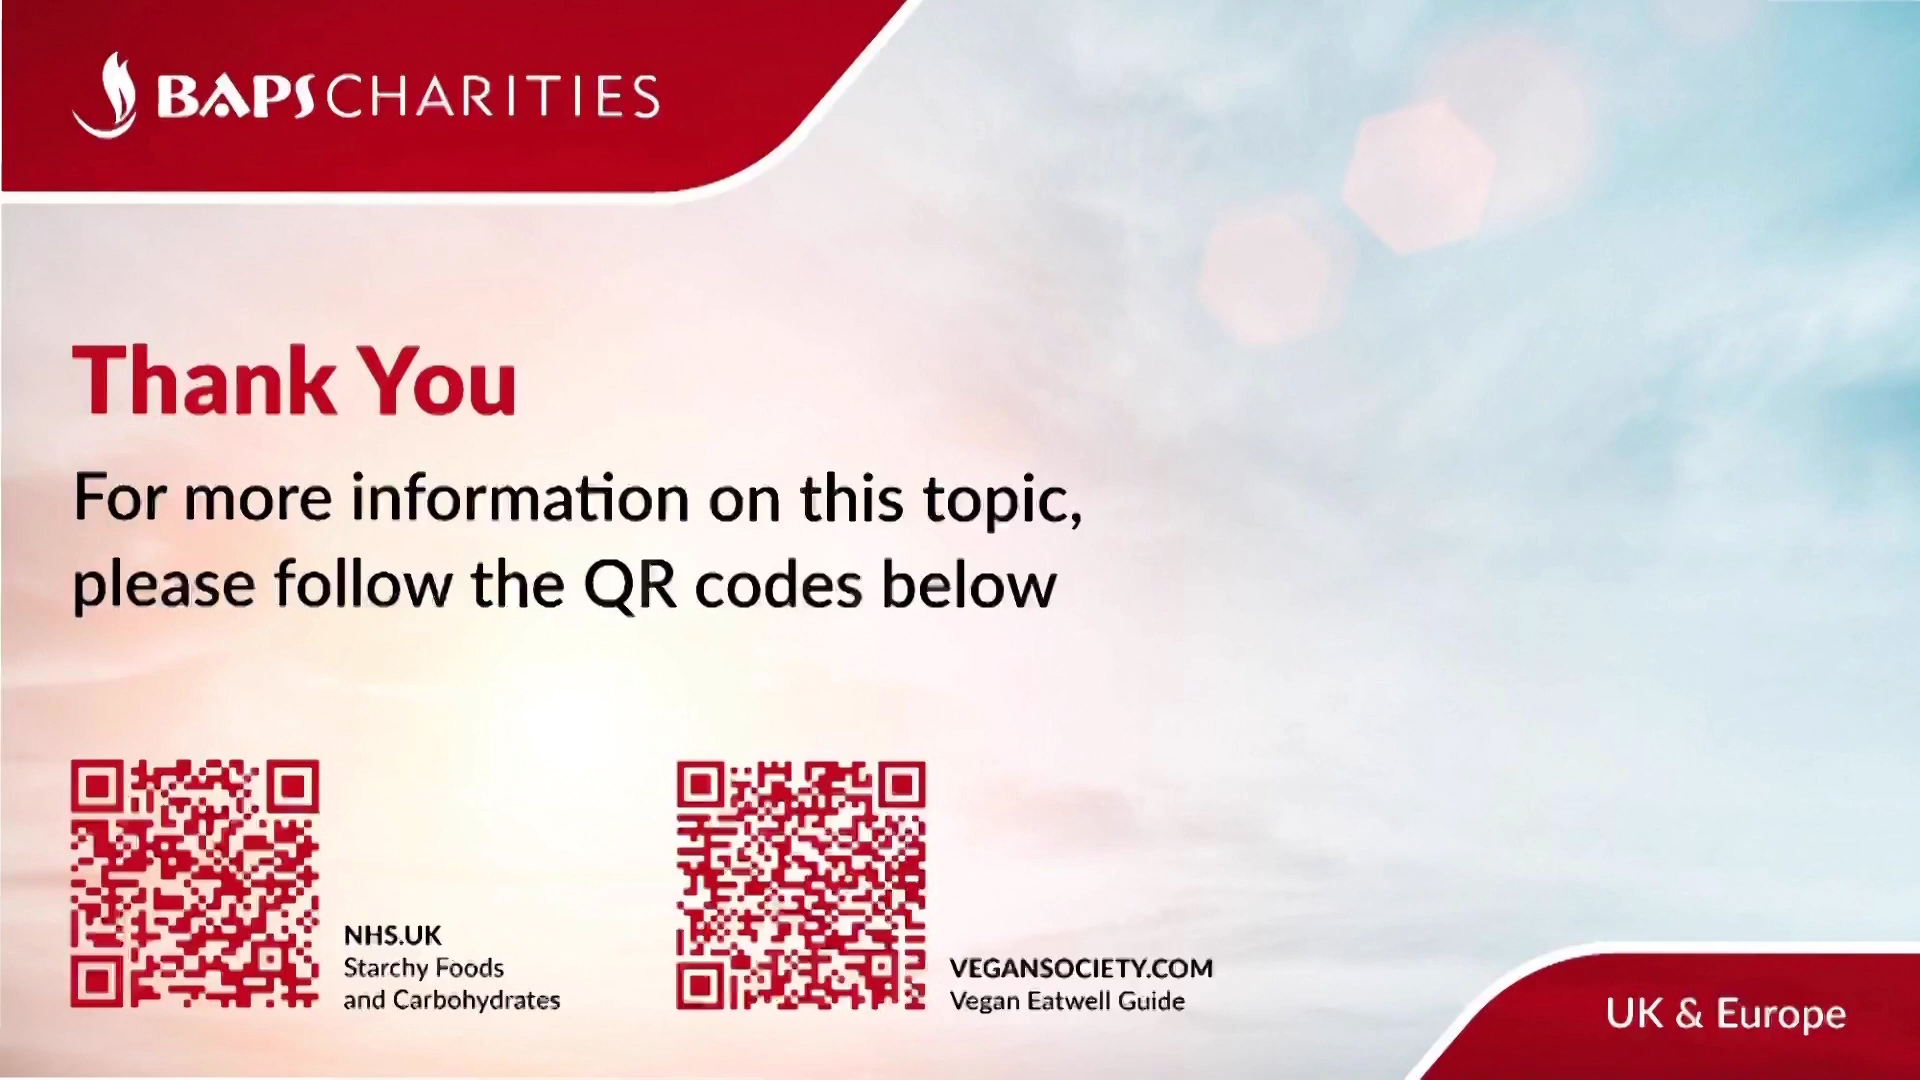 BAPS CHARITIES
Thank You
For more information on this topic,
please follow the QR codes below
NHS.UK
Starchy Foods
and Carbohydrates
VEGANSOCIETY.COM
Vegan Eatwell Guide
UK & Europe